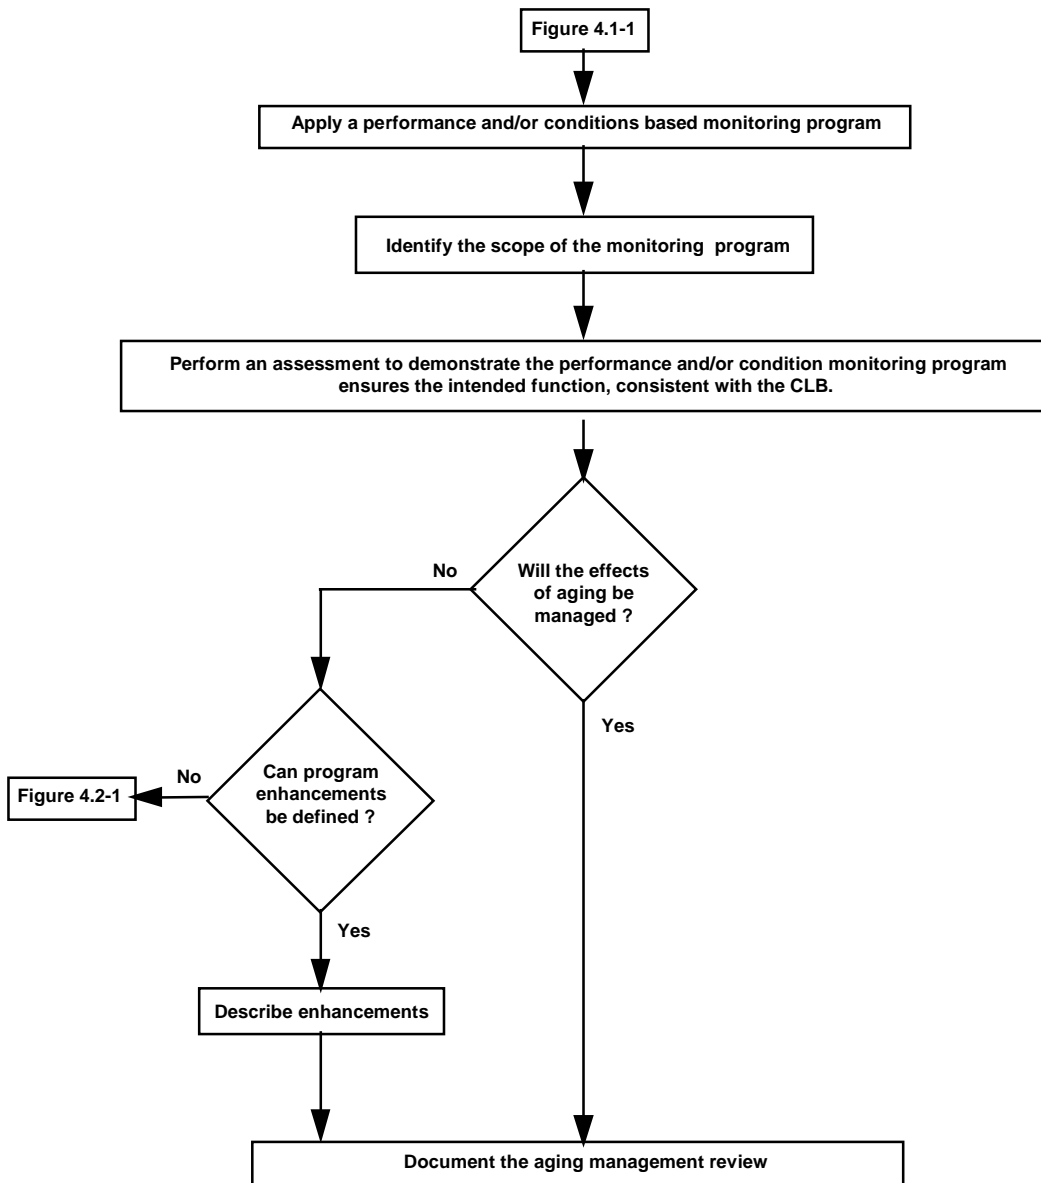 Figure 4.1-1
Apply a performance and/or conditions based monitoring program
Identify the scope of the monitoring program
Perform an assessment to demonstrate the performance and/or condition monitoring program
ensures the intended function, consistent with the CLB.
Will the effects
of aging be
managed ?
No
Yes
Can program
enhancements
be defined ?
No
Figure 4.2-1
Yes
Describe enhancements
Document the aging management review